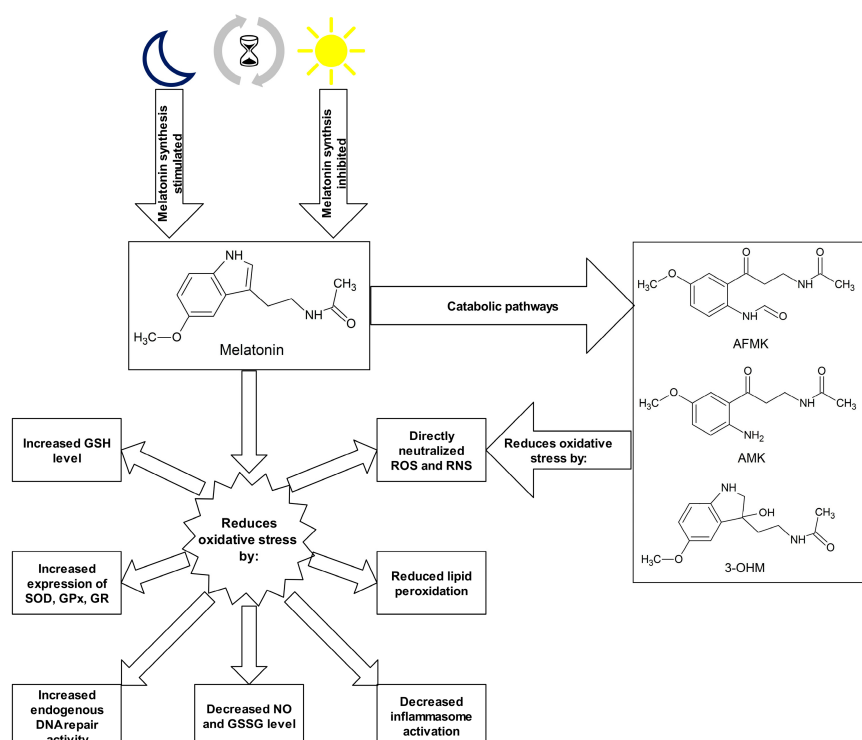 Melatonin synthesis
stimulated
Melatonin synthsis
inhibited
NH
CH3
NH
O
H3C
O
Melatonin
Catabolic pathways
O
O
O
H3C
NH
CH3
NH
O
AFMK
O
O
O
H3C
NH
CH3
NH2
AMK
NH
OH
CH3
NH
O
O
H3C
3-OHM
Increased GSH
level
Directly
neutralized
ROS and RNS
Reduces oxidative
stress by:
Reduces
oxidative stress
by:
Increased
expression of
SOD, GPx, GR
Reduced lipid
peroxidation
Increased
endogenous
DNA repair
activity
Decreased NO
and GSSG level
Decreased
inflammasome
activation